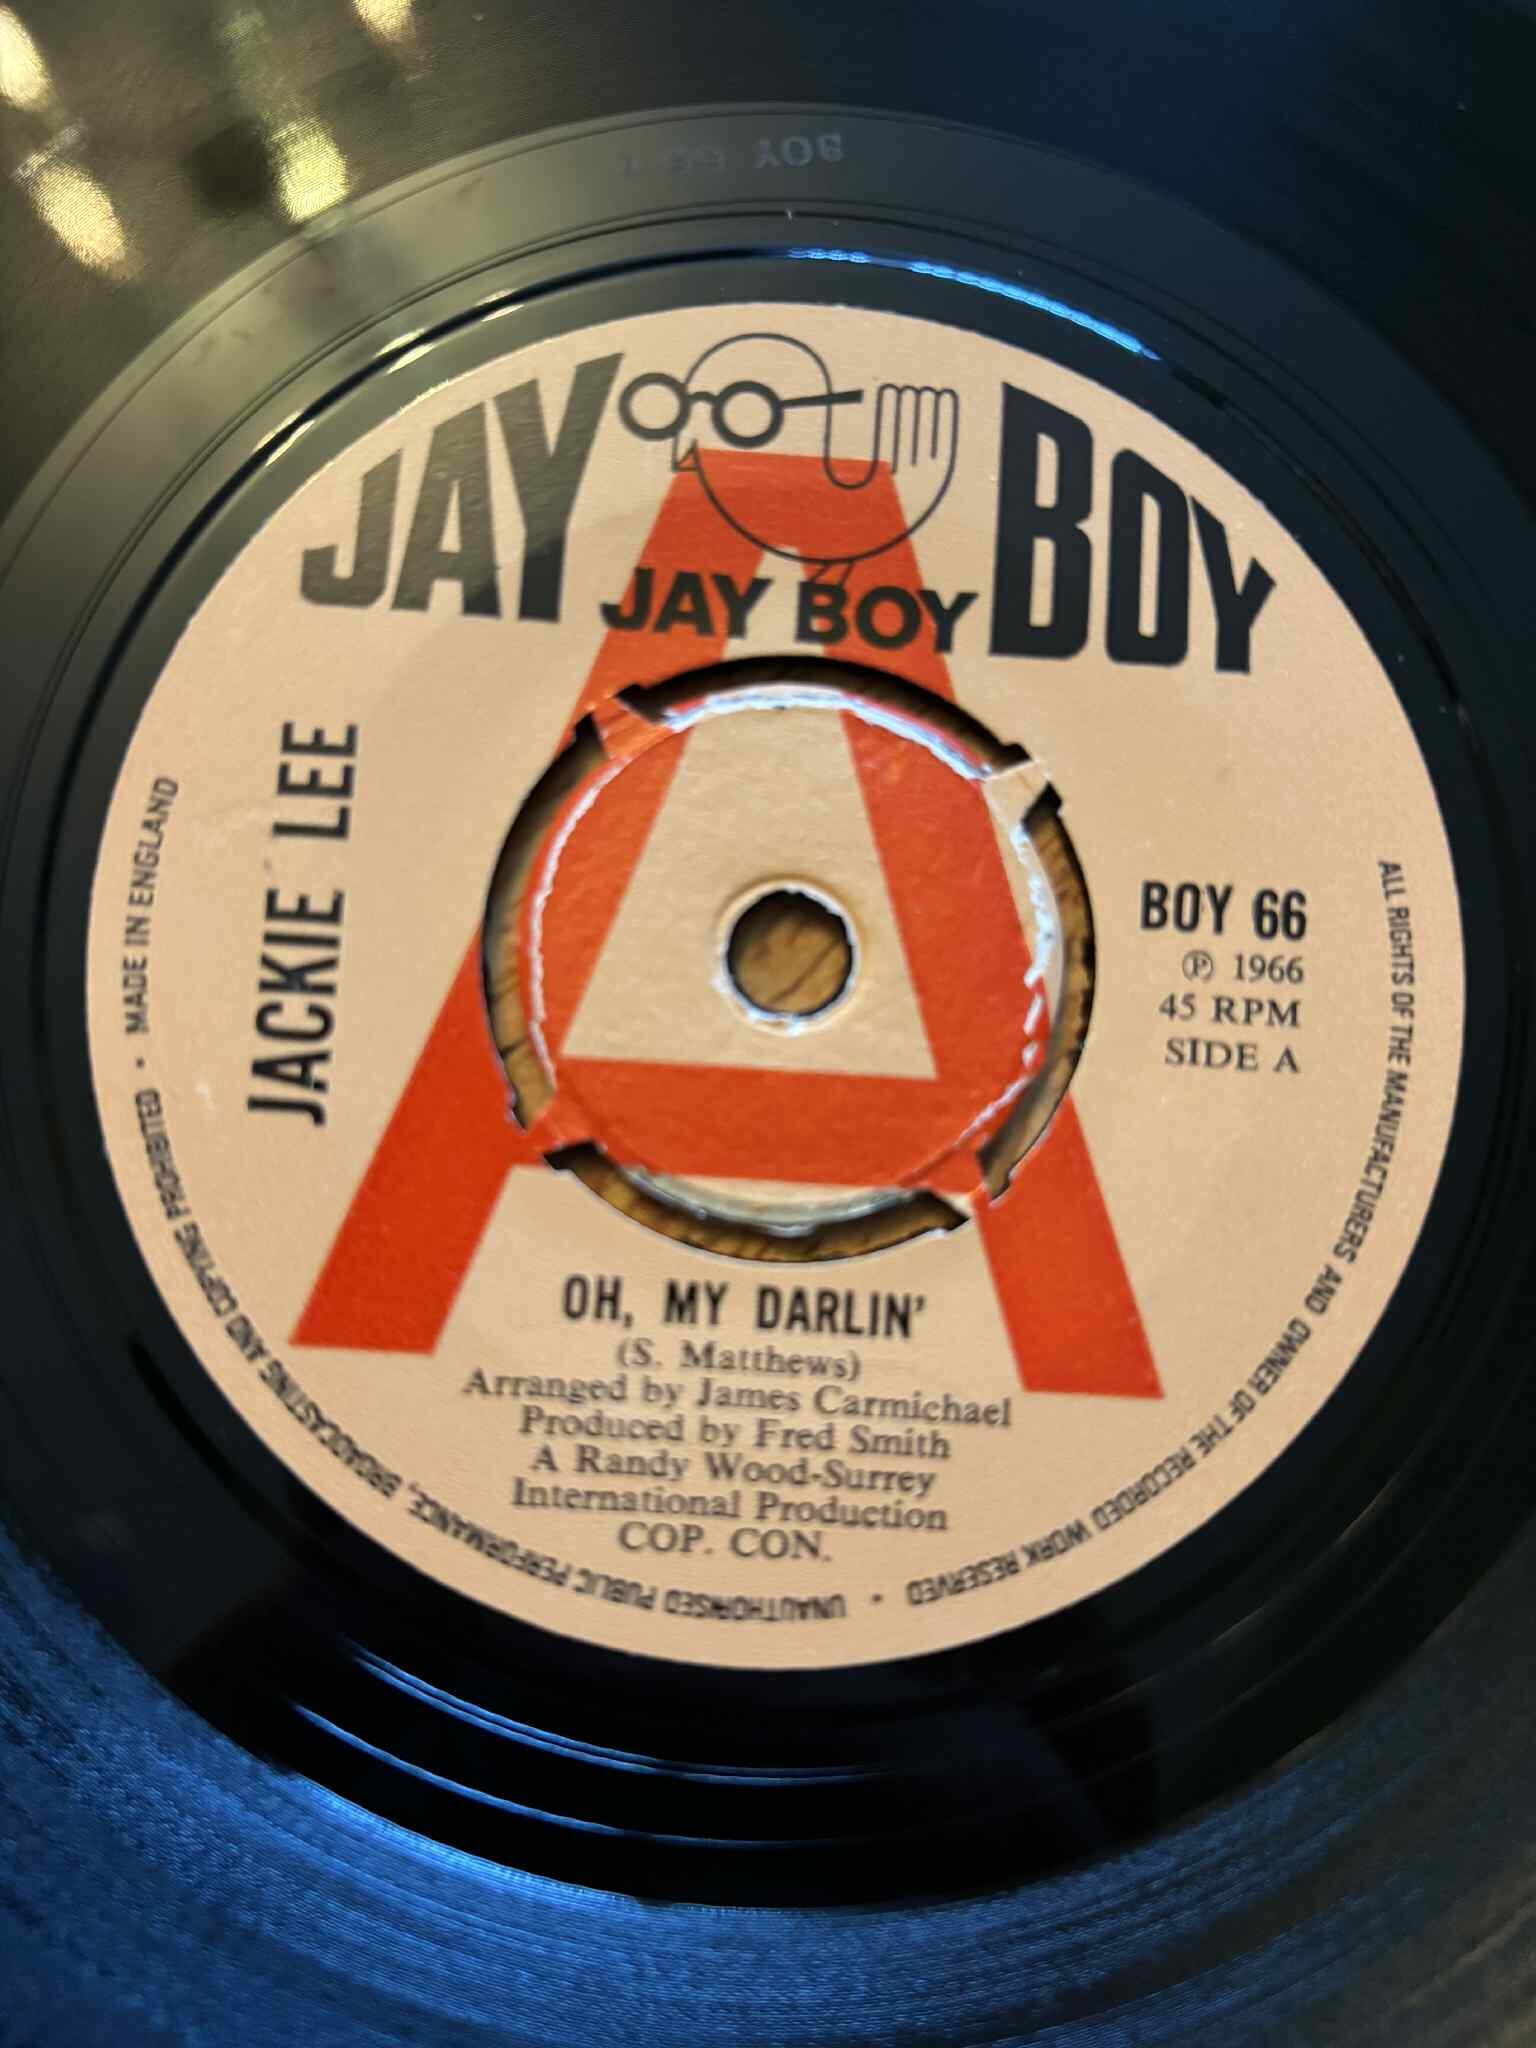 BOY 66
JAY BOY
JAY BOY
JACKIE LEE
BOY 66
℗ 1966
45 RPM
SIDE A
OH, MY DARLIN'
(S. Matthews)
Arranged by James Carmichael
Produced by Fred Smith
A Randy Wood-Surrey
International Production
COP. CON.
ALL RIGHTS OF THE MANUFACTURERS AND OWNER OF THE RECORDED WORK RESERVED • UNAUTHORISED PUBLIC PERFORMANCE, BROADCASTING AND COPYING PROHIBITED • MADE IN ENGLAND